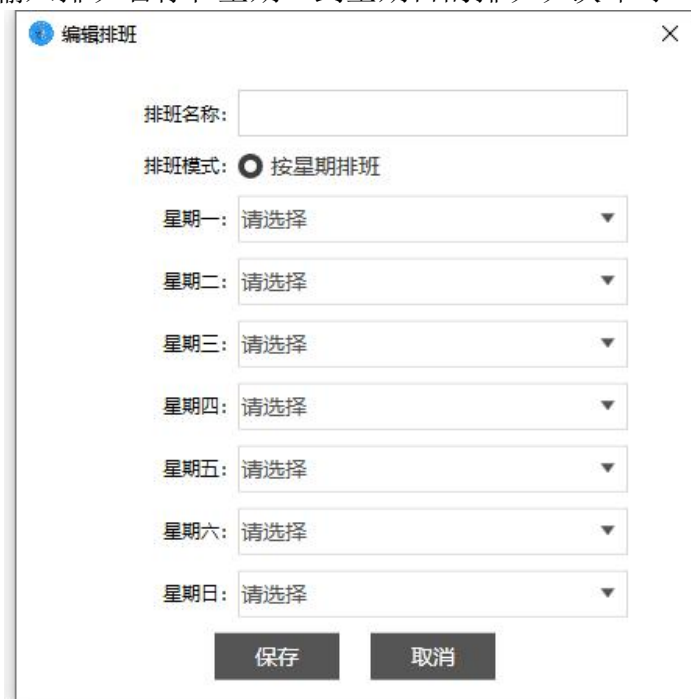 编辑排班
排班名称:
排班模式: 按星期排班
星期一: 请选择
星期二: 请选择
星期三: 请选择
星期四: 请选择
星期五: 请选择
星期六: 请选择
星期日: 请选择
保存 取消